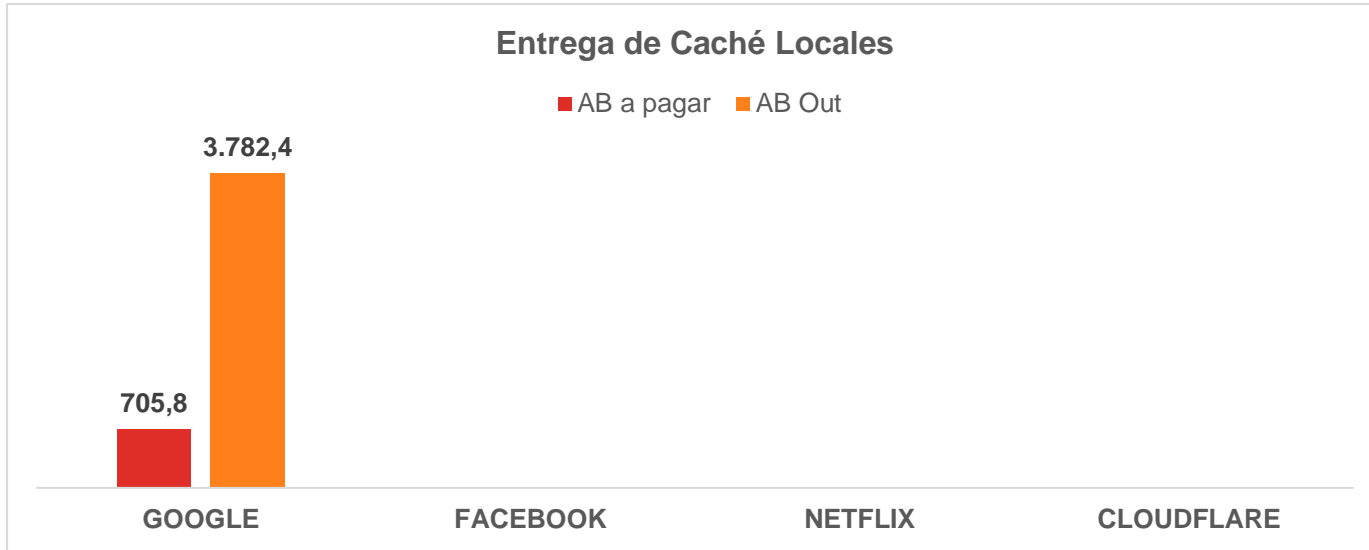 Entrega de Caché Locales
AB a pagar AB Out
3.782,4
705,8
GOOGLE FACEBOOK NETFLIX CLOUDFLARE